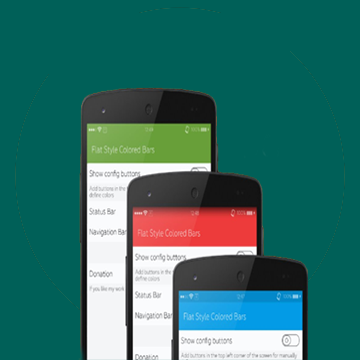 Flat Style Colored Bars
Show config buttons
Add buttons in the
define colors
Status Bar
Navigation Bar
Donation
If you like my work
Flat Style Colored Bars
Show config buttons
Add buttons in the
define colors
Status Bar
Navigation Bar
Donation
Flat Style Colored Bars
Show config buttons
Add buttons in the top left corner of the screen for manually